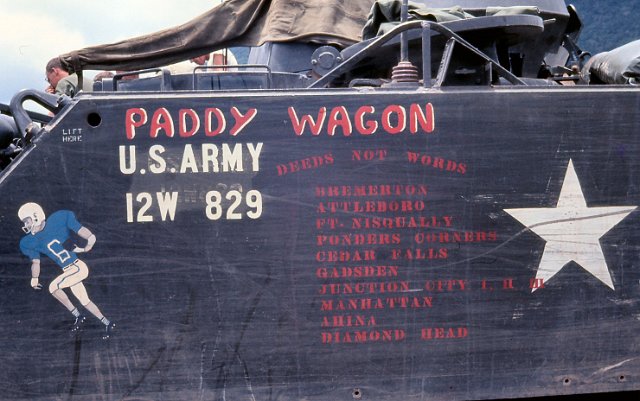 PADDY WAGON
LIFT
HERE
U.S. ARMY
12W 829
DEEDS NOT WORDS
BREMERTON
ATTLEBORO
FT. NISQUALLY
PONDERS CORNERS
CEDAR FALLS
GADSDEN
JUNCTION CITY I, II, III
MANHATTAN
AHINA
DIAMOND HEAD
6